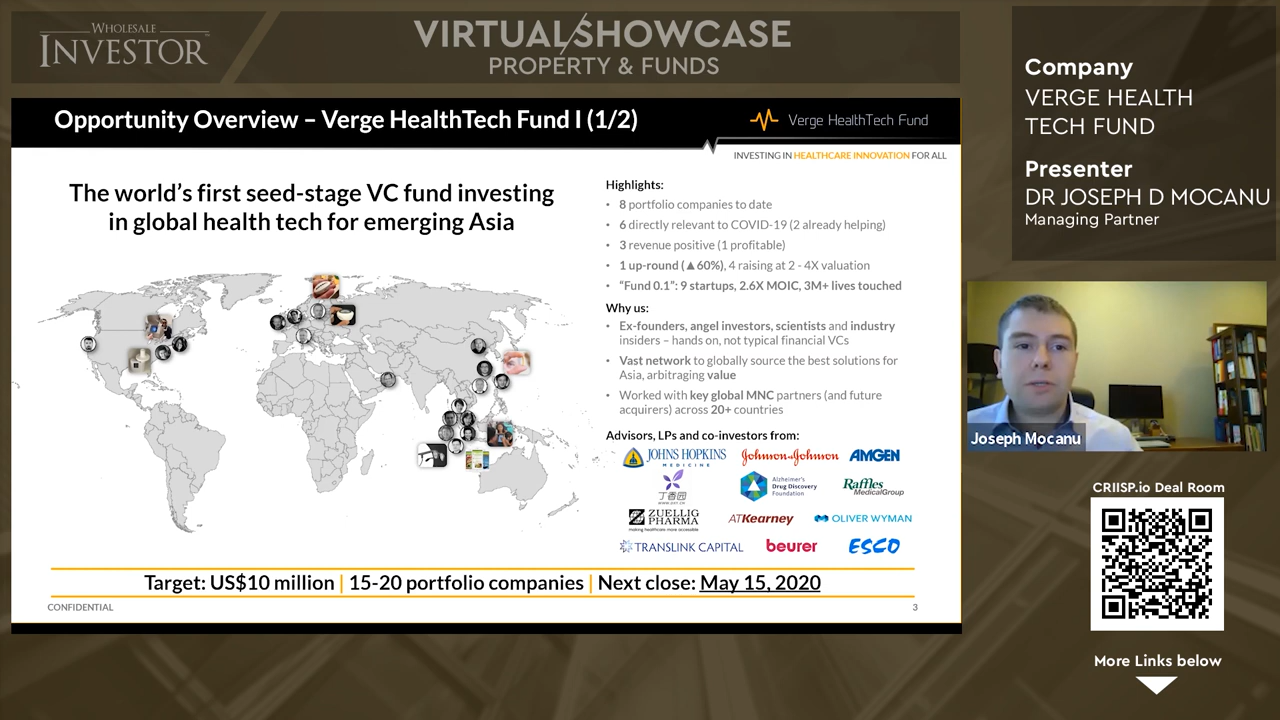 WHOLESALE
INVESTOR
VIRTUAL SHOWCASE
PROPERTY & FUNDS
Company
VERGE HEALTH
TECH FUND
Presenter
DR JOSEPH D MOCANU
Managing Partner
Opportunity Overview – Verge HealthTech Fund I (1/2)
Verge HealthTech Fund
INVESTING IN HEALTHCARE INNOVATION FOR ALL
The world's first seed-stage VC fund investing
in global health tech for emerging Asia
Highlights:
• 8 portfolio companies to date
• 6 directly relevant to COVID-19 (2 already helping)
• 3 revenue positive (1 profitable)
• 1 up-round (▲60%), 4 raising at 2 - 4X valuation
• “Fund 0.1”: 9 startups, 2.6X MOIC, 3M+ lives touched
Why us:
• Ex-founders, angel investors, scientists and industry
insiders – hands on, not typical financial VCs
• Vast network to globally source the best solutions for
Asia, arbitraging value
• Worked with key global MNC partners (and future
acquirers) across 20+ countries
Advisors, LPs and co-investors from:
JOHNS HOPKINS
MEDICINE
Johnson & Johnson
AMGEN
丁香园
WWW.DXY.CN
Alzheimer's
Drug Discovery
Foundation
Raffles
MedicalGroup
ZUELLIG
PHARMA
making healthcare more accessible
ATKearney
OLIVER WYMAN
TRANSLINK CAPITAL
beurer
ESCO
Target: US$10 million | 15-20 portfolio companies | Next close: May 15, 2020
CONFIDENTIAL
3
Joseph Mocanu
CRIISP.io Deal Room
More Links below